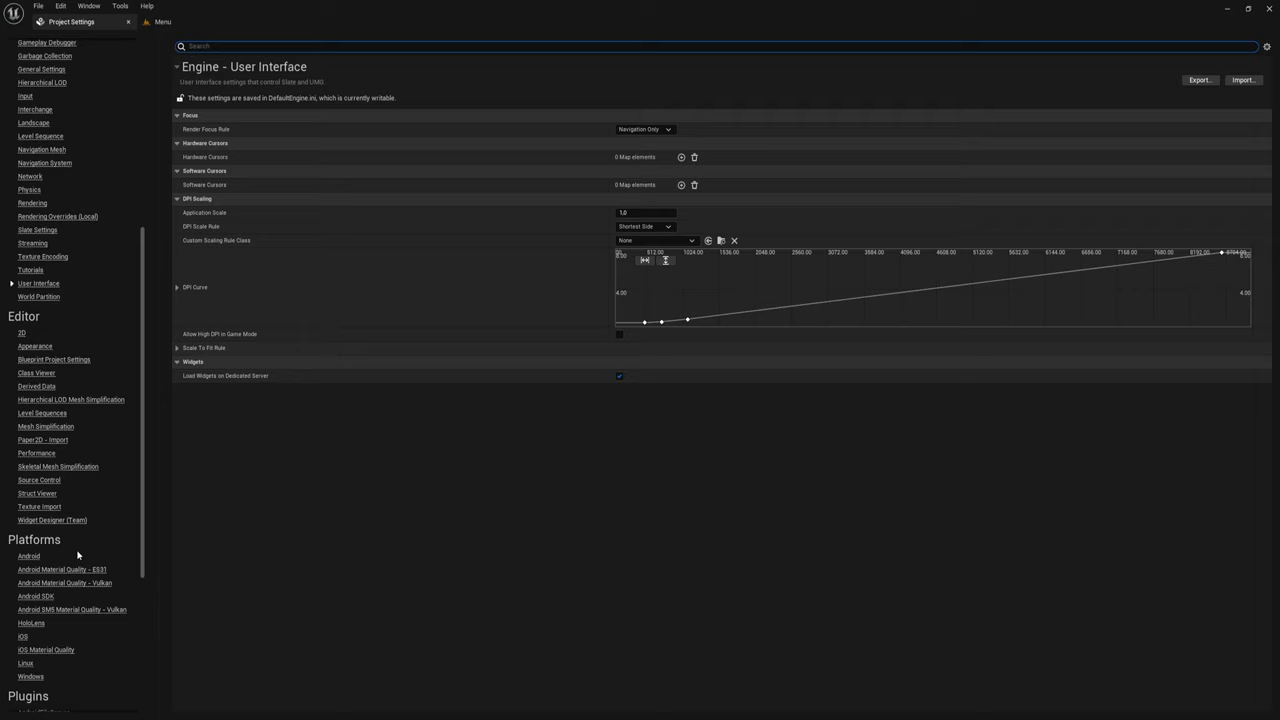 File Edit Window Tools Help
Project Settings Menu
Gameplay Debugger
Garbage Collection
General Settings
Hierarchical LOD
Input
Interchange
Landscape
Level Sequence
Navigation Mesh
Navigation System
Network
Physics
Rendering
Rendering Overrides (Local)
Slate Settings
Streaming
Texture Encoding
Tutorials
User Interface
World Partition
Editor
2D
Appearance
Blueprint Project Settings
Class Viewer
Derived Data
Hierarchical LOD Mesh Simplification
Level Sequences
Mesh Simplification
Paper2D - Import
Performance
Skeletal Mesh Simplification
Source Control
Struct Viewer
Texture Import
Widget Designer (Team)
Platforms
Android
Android Material Quality - ES31
Android Material Quality - Vulkan
Android SDK
Android SM5 Material Quality - Vulkan
HoloLens
iOS
iOS Material Quality
Linux
Windows
Plugins
Search
Engine - User Interface
User Interface settings that control Slate and UMG.
Export... Import...
These settings are saved in DefaultEngine.ini, which is currently writable.
Focus
Render Focus Rule Navigation Only
Hardware Cursors
Hardware Cursors 0 Map elements
Software Cursors
Software Cursors 0 Map elements
DPI Scaling
Application Scale 1,0
DPI Scale Rule Shortest Side
Custom Scaling Rule Class None
512.00 1024.00 1536.00 2048.00 2560.00 3072.00 3584.00 4096.00 4608.00 5120.00 5632.00 6144.00 6656.00 7168.00 7680.00 8192.00 8704.00
8.00 8.00
DPI Curve 4.00 4.00
Allow High DPI in Game Mode
Scale To Fit Rule
Widgets
Load Widgets on Dedicated Server